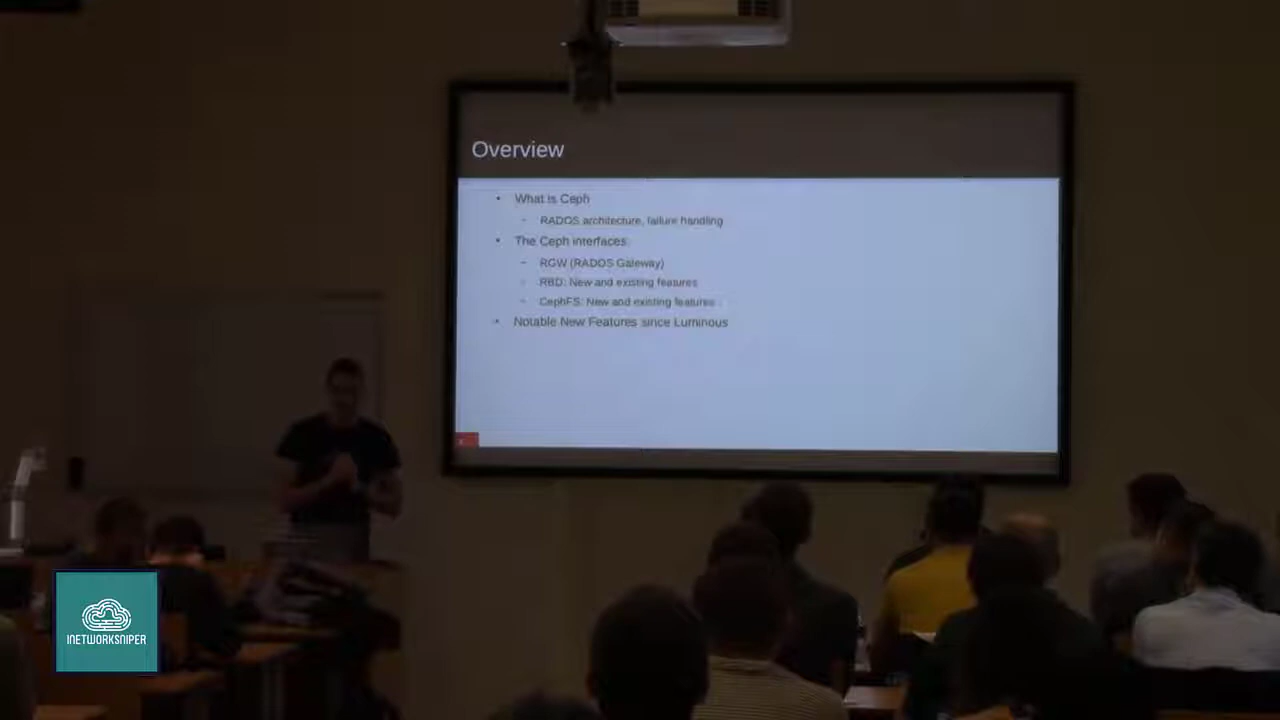 Overview
• What is Ceph
– RADOS architecture, failure handling
• The Ceph interfaces
– RGW (RADOS Gateway)
– RBD: New and existing features
– CephFS: New and existing features
• Notable New Features since Luminous
INETWORKSNIPER